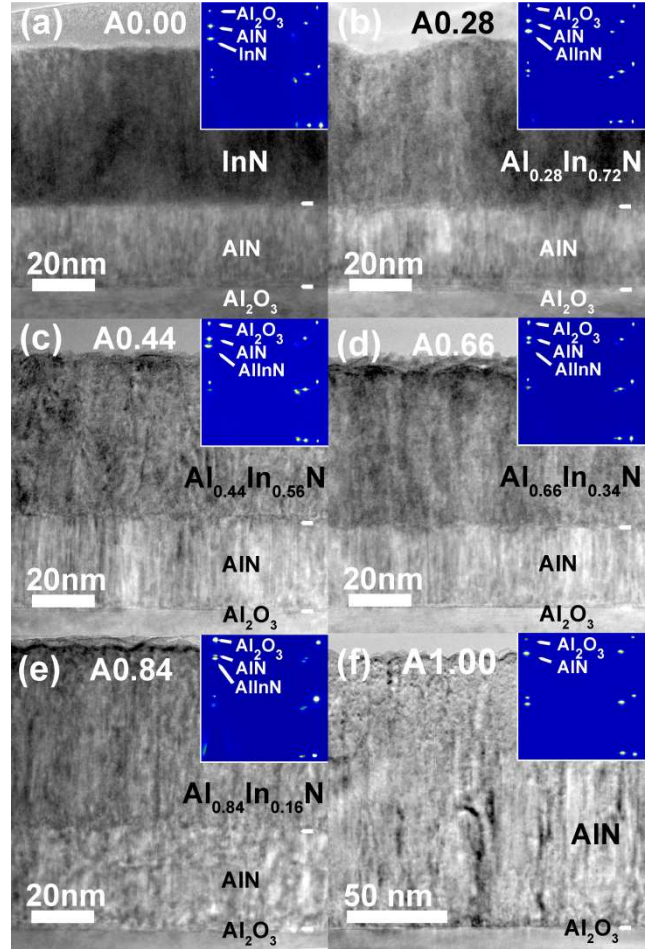 (a) A0.00
Al₂O₃
AlN
InN
InN
AlN
20nm
Al₂O₃
(b) A0.28
Al₂O₃
AlN
AlInN
Al₀.₂₈In₀.₇₂N
AlN
20nm
Al₂O₃
(c) A0.44
Al₂O₃
AlN
AlInN
Al₀.₄₄In₀.₅₆N
AlN
20nm
Al₂O₃
(d) A0.66
Al₂O₃
AlN
AlInN
Al₀.₆₆In₀.₃₄N
AlN
20nm
Al₂O₃
(e) A0.84
Al₂O₃
AlN
AlInN
Al₀.₈₄In₀.₁₆N
AlN
20nm
Al₂O₃
(f) A1.00
Al₂O₃
AlN
AlN
50 nm
Al₂O₃